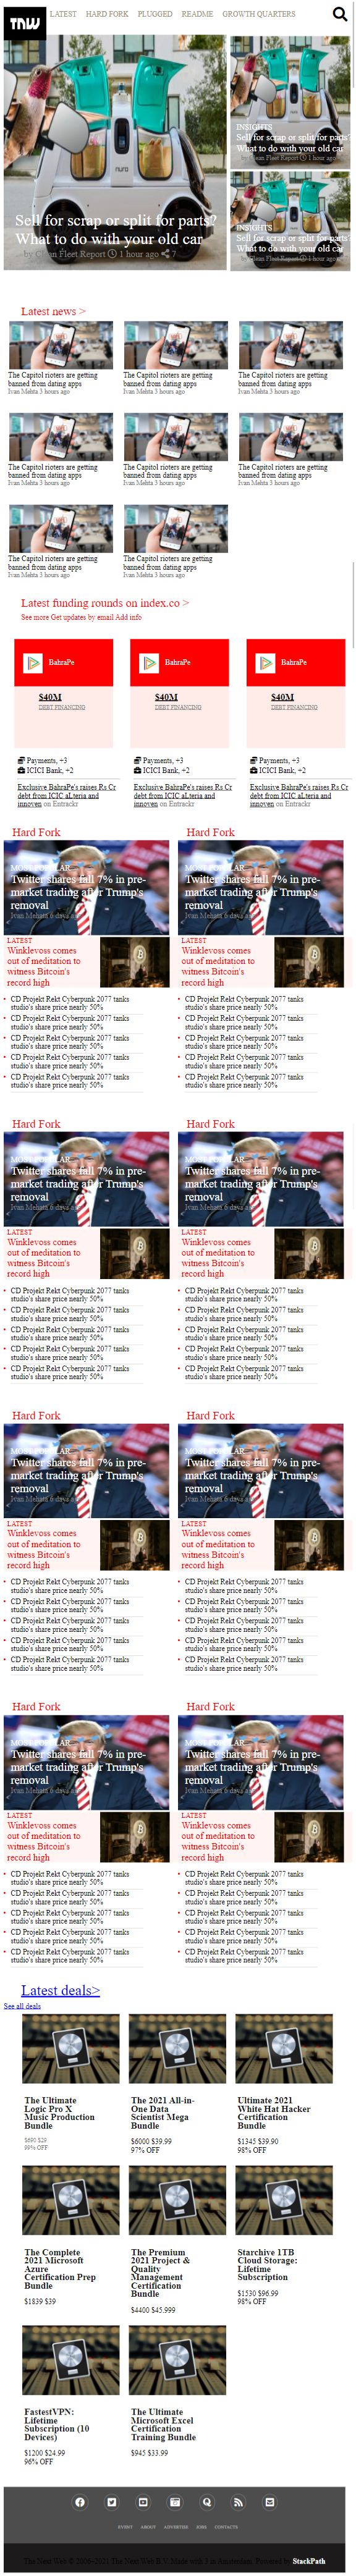 TNW
LATEST HARD FORK PLUGGED README GROWTH QUARTERS
Sell for scrap or split for parts?
What to do with your old car
by Clean Fleet Report 1 hour ago 7
INSIGHTS
Sell for scrap or split for parts?
What to do with your old car
by Clean Fleet Report 1 hour ago
INSIGHTS
Sell for scrap or split for parts?
What to do with your old car
by Clean Fleet Report 1 hour ago
Latest news >
The Capitol rioters are getting
banned from dating apps
Ivan Mehta 3 hours ago
The Capitol rioters are getting
banned from dating apps
Ivan Mehta 3 hours ago
The Capitol rioters are getting
banned from dating apps
Ivan Mehta 3 hours ago
The Capitol rioters are getting
banned from dating apps
Ivan Mehta 3 hours ago
The Capitol rioters are getting
banned from dating apps
Ivan Mehta 3 hours ago
The Capitol rioters are getting
banned from dating apps
Ivan Mehta 3 hours ago
The Capitol rioters are getting
banned from dating apps
Ivan Mehta 3 hours ago
The Capitol rioters are getting
banned from dating apps
Ivan Mehta 3 hours ago
Latest funding rounds on index.co >
See more Get updates by email Add info
BahraPe
$40M
DEBT FINANCING
Payments, +3
ICICI Bank, +2
Exclusive BahraPe's raises Rs Cr
debt from ICIC aLteria and
innoven on Entrackr
BahraPe
$40M
DEBT FINANCING
Payments, +3
ICICI Bank, +2
Exclusive BahraPe's raises Rs Cr
debt from ICIC aLteria and
innoven on Entrackr
BahraPe
$40M
DEBT FINANCING
Payments, +3
ICICI Bank, +2
Exclusive BahraPe's raises Rs Cr
debt from ICIC aLteria and
innoven on Entrackr
Hard Fork
MOST POPULAR
Twitter shares fall 7% in pre-
market trading after Trump's
removal
Ivan Mehata 6 days ago
LATEST
Winklevoss comes
out of meditation to
witness Bitcoin's
record high
CD Projekt Rekt Cyberpunk 2077 tanks
studio's share price nearly 50%
CD Projekt Rekt Cyberpunk 2077 tanks
studio's share price nearly 50%
CD Projekt Rekt Cyberpunk 2077 tanks
studio's share price nearly 50%
CD Projekt Rekt Cyberpunk 2077 tanks
studio's share price nearly 50%
CD Projekt Rekt Cyberpunk 2077 tanks
studio's share price nearly 50%
Hard Fork
MOST POPULAR
Twitter shares fall 7% in pre-
market trading after Trump's
removal
Ivan Mehata 6 days ago
LATEST
Winklevoss comes
out of meditation to
witness Bitcoin's
record high
CD Projekt Rekt Cyberpunk 2077 tanks
studio's share price nearly 50%
CD Projekt Rekt Cyberpunk 2077 tanks
studio's share price nearly 50%
CD Projekt Rekt Cyberpunk 2077 tanks
studio's share price nearly 50%
CD Projekt Rekt Cyberpunk 2077 tanks
studio's share price nearly 50%
CD Projekt Rekt Cyberpunk 2077 tanks
studio's share price nearly 50%
Hard Fork
MOST POPULAR
Twitter shares fall 7% in pre-
market trading after Trump's
removal
Ivan Mehata 6 days ago
LATEST
Winklevoss comes
out of meditation to
witness Bitcoin's
record high
CD Projekt Rekt Cyberpunk 2077 tanks
studio's share price nearly 50%
CD Projekt Rekt Cyberpunk 2077 tanks
studio's share price nearly 50%
CD Projekt Rekt Cyberpunk 2077 tanks
studio's share price nearly 50%
CD Projekt Rekt Cyberpunk 2077 tanks
studio's share price nearly 50%
CD Projekt Rekt Cyberpunk 2077 tanks
studio's share price nearly 50%
Hard Fork
MOST POPULAR
Twitter shares fall 7% in pre-
market trading after Trump's
removal
Ivan Mehata 6 days ago
LATEST
Winklevoss comes
out of meditation to
witness Bitcoin's
record high
CD Projekt Rekt Cyberpunk 2077 tanks
studio's share price nearly 50%
CD Projekt Rekt Cyberpunk 2077 tanks
studio's share price nearly 50%
CD Projekt Rekt Cyberpunk 2077 tanks
studio's share price nearly 50%
CD Projekt Rekt Cyberpunk 2077 tanks
studio's share price nearly 50%
CD Projekt Rekt Cyberpunk 2077 tanks
studio's share price nearly 50%
Hard Fork
MOST POPULAR
Twitter shares fall 7% in pre-
market trading after Trump's
removal
Ivan Mehata 6 days ago
LATEST
Winklevoss comes
out of meditation to
witness Bitcoin's
record high
CD Projekt Rekt Cyberpunk 2077 tanks
studio's share price nearly 50%
CD Projekt Rekt Cyberpunk 2077 tanks
studio's share price nearly 50%
CD Projekt Rekt Cyberpunk 2077 tanks
studio's share price nearly 50%
CD Projekt Rekt Cyberpunk 2077 tanks
studio's share price nearly 50%
CD Projekt Rekt Cyberpunk 2077 tanks
studio's share price nearly 50%
Hard Fork
MOST POPULAR
Twitter shares fall 7% in pre-
market trading after Trump's
removal
Ivan Mehata 6 days ago
LATEST
Winklevoss comes
out of meditation to
witness Bitcoin's
record high
CD Projekt Rekt Cyberpunk 2077 tanks
studio's share price nearly 50%
CD Projekt Rekt Cyberpunk 2077 tanks
studio's share price nearly 50%
CD Projekt Rekt Cyberpunk 2077 tanks
studio's share price nearly 50%
CD Projekt Rekt Cyberpunk 2077 tanks
studio's share price nearly 50%
CD Projekt Rekt Cyberpunk 2077 tanks
studio's share price nearly 50%
Hard Fork
MOST POPULAR
Twitter shares fall 7% in pre-
market trading after Trump's
removal
Ivan Mehata 6 days ago
LATEST
Winklevoss comes
out of meditation to
witness Bitcoin's
record high
CD Projekt Rekt Cyberpunk 2077 tanks
studio's share price nearly 50%
CD Projekt Rekt Cyberpunk 2077 tanks
studio's share price nearly 50%
CD Projekt Rekt Cyberpunk 2077 tanks
studio's share price nearly 50%
CD Projekt Rekt Cyberpunk 2077 tanks
studio's share price nearly 50%
CD Projekt Rekt Cyberpunk 2077 tanks
studio's share price nearly 50%
Hard Fork
MOST POPULAR
Twitter shares fall 7% in pre-
market trading after Trump's
removal
Ivan Mehata 6 days ago
LATEST
Winklevoss comes
out of meditation to
witness Bitcoin's
record high
CD Projekt Rekt Cyberpunk 2077 tanks
studio's share price nearly 50%
CD Projekt Rekt Cyberpunk 2077 tanks
studio's share price nearly 50%
CD Projekt Rekt Cyberpunk 2077 tanks
studio's share price nearly 50%
CD Projekt Rekt Cyberpunk 2077 tanks
studio's share price nearly 50%
CD Projekt Rekt Cyberpunk 2077 tanks
studio's share price nearly 50%
Latest deals>
See all deals
The Ultimate
Logic Pro X
Music Production
Bundle
$690 $29
98% OFF
The 2021 All-in-
One Data
Scientist Mega
Bundle
$6000 $39.99
97% OFF
Ultimate 2021
White Hat Hacker
Certification
Bundle
$1345 $39.90
98% OFF
The Complete
2021 Microsoft
Azure
Certification Prep
Bundle
$1839 $39
The Premium
2021 Project &
Quality
Management
Certification
Bundle
$4400 $45.999
Starchive 1TB
Cloud Storage:
Lifetime
Subscription
$1530 $96.99
98% OFF
FastestVPN:
Lifetime
Subscription (10
Devices)
$1200 $24.99
96% OFF
The Ultimate
Microsoft Excel
Certification
Training Bundle
$945 $33.99
EVENT ABOUT ADVERTISE JOBS CONTACTS
StackPath